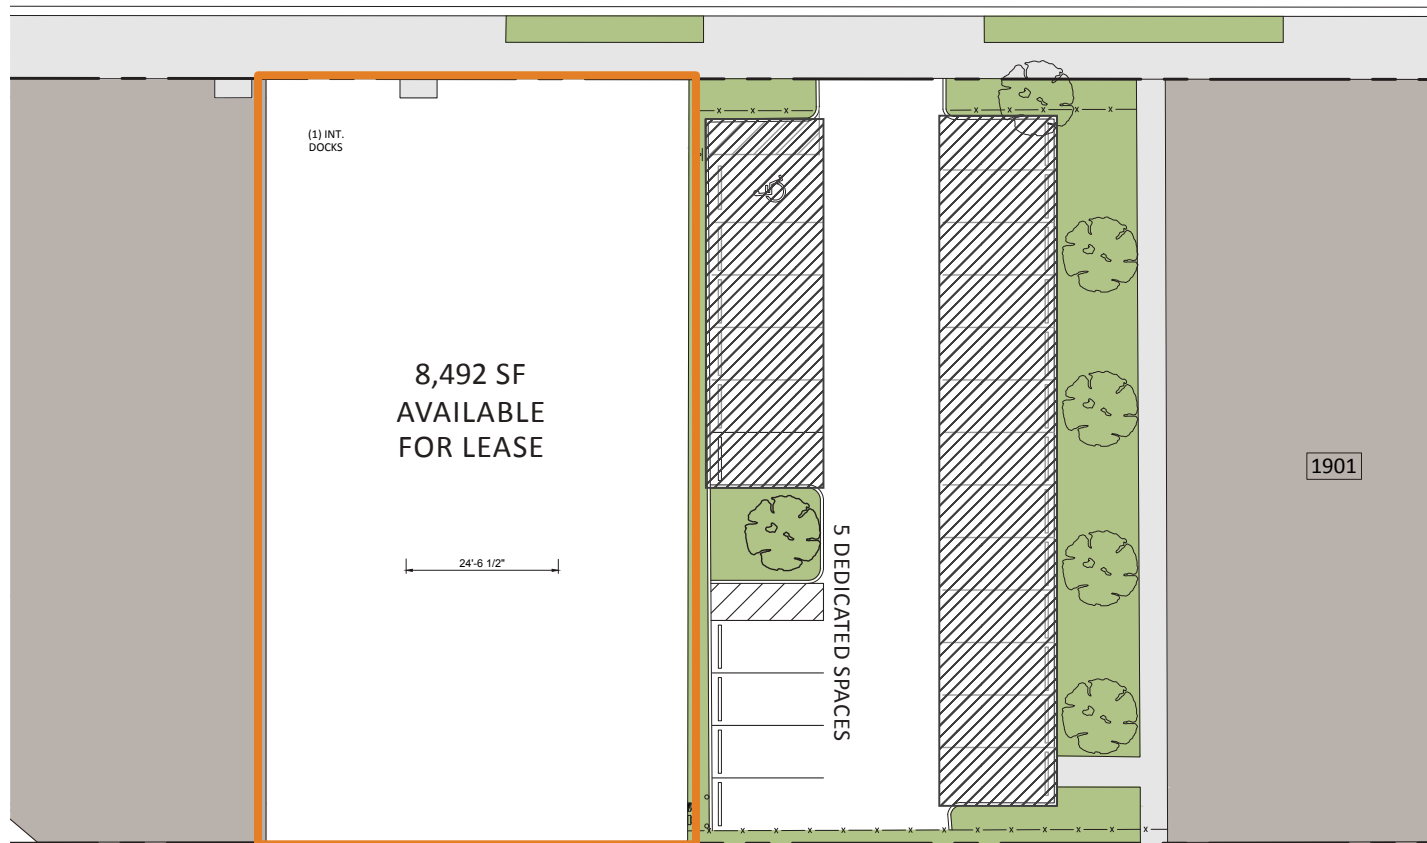 (1) INT.
DOCKS
8,492 SF
AVAILABLE
FOR LEASE
24'-6 1/2"
5 DEDICATED SPACES
1901